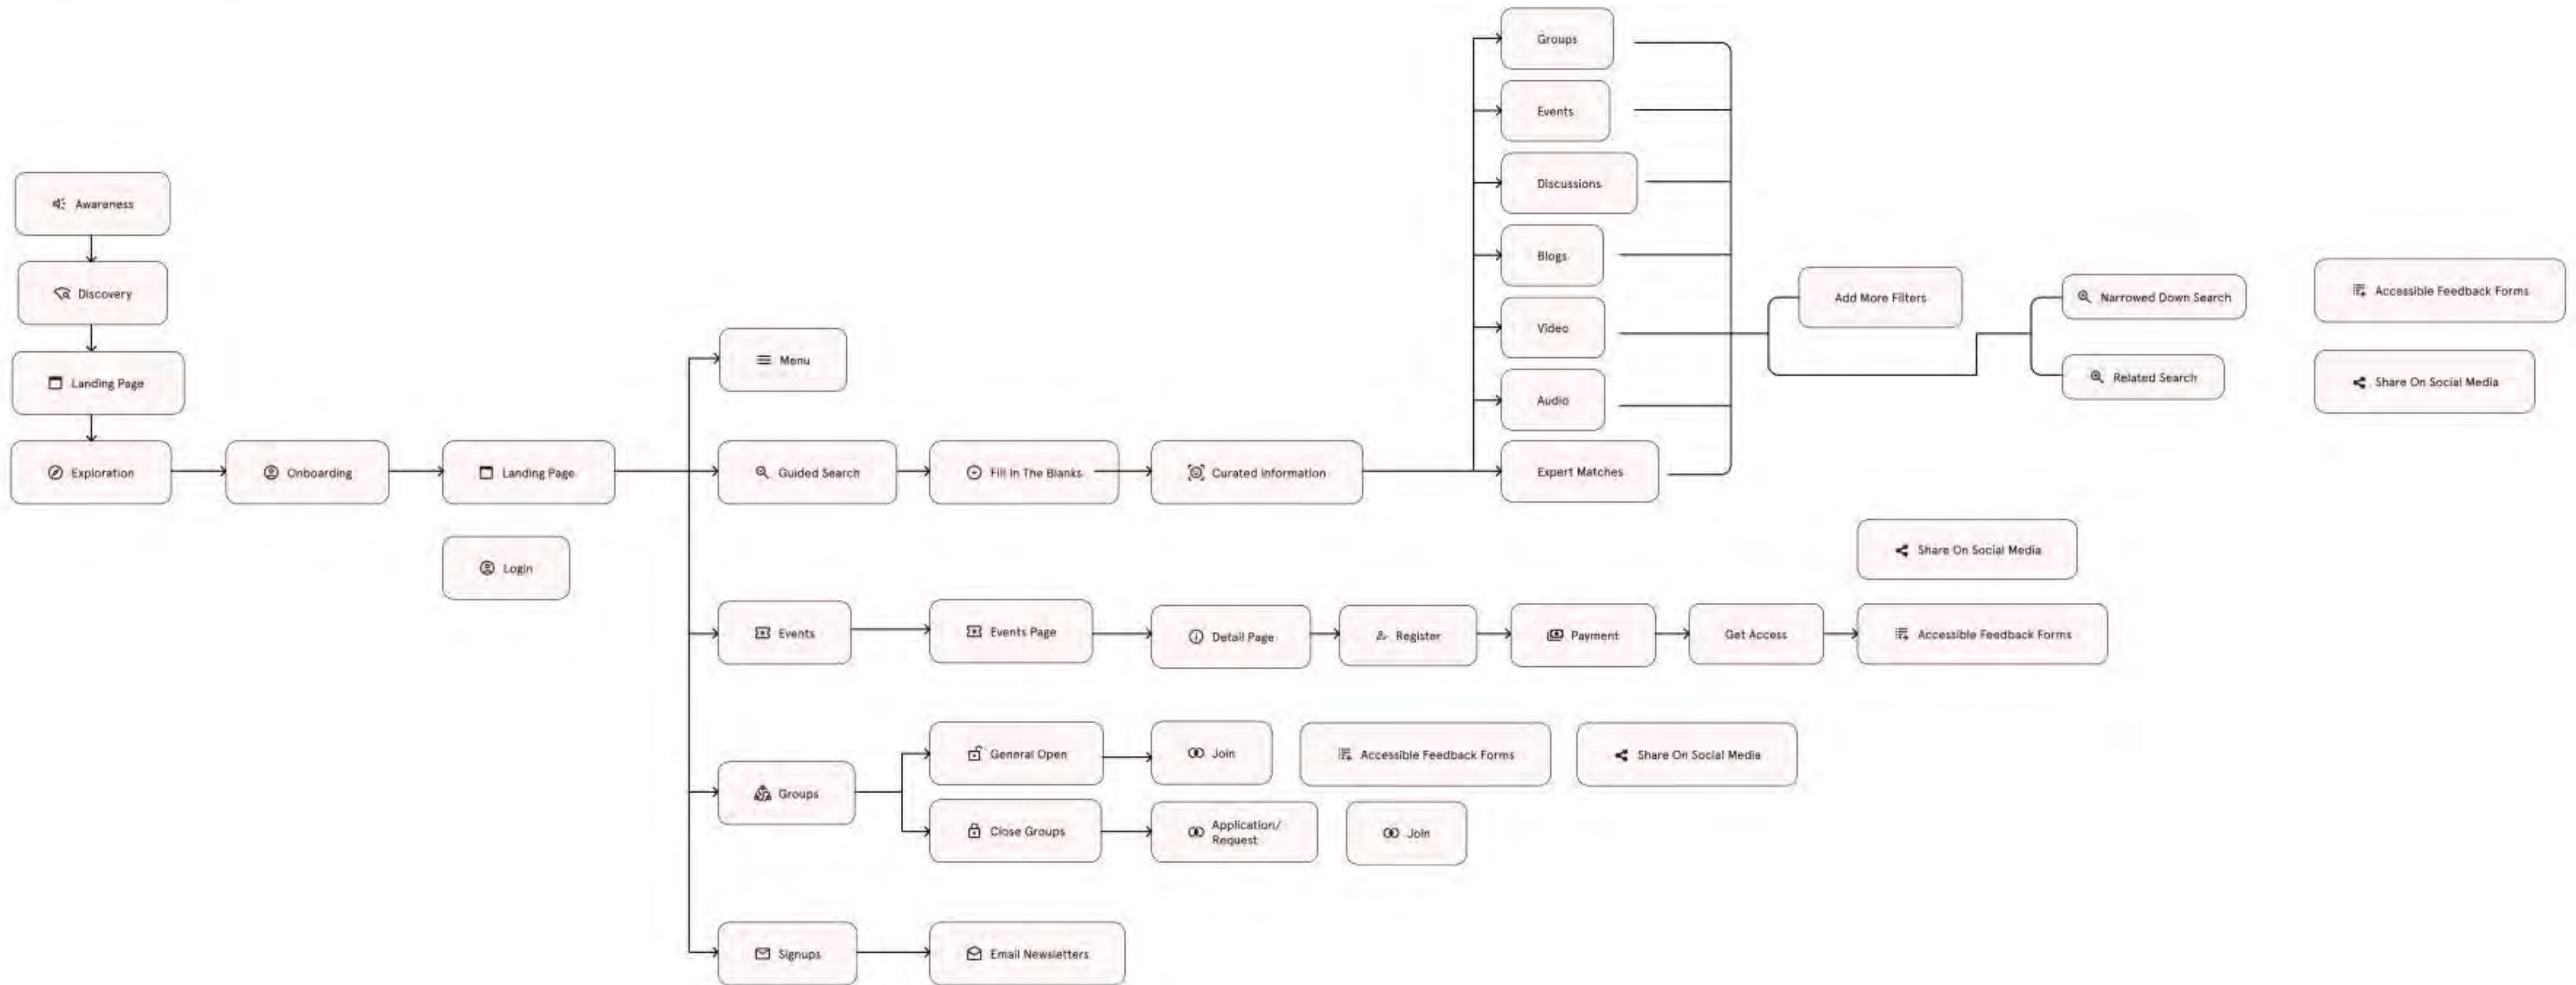 Groups
Events
Discussions
Blogs
Video
Audio
Expert Matches
Awareness
Discovery
Landing Page
Exploration
Onboarding
Landing Page
Login
Menu
Guided Search
Fill In The Blanks
Curated Information
Add More Filters
Narrowed Down Search
Related Search
Accessible Feedback Forms
Share On Social Media
Events
Events Page
Detail Page
Register
Payment
Get Access
Share On Social Media
Accessible Feedback Forms
Groups
General Open
Join
Accessible Feedback Forms
Share On Social Media
Close Groups
Application/
Request
Join
Signups
Email Newsletters